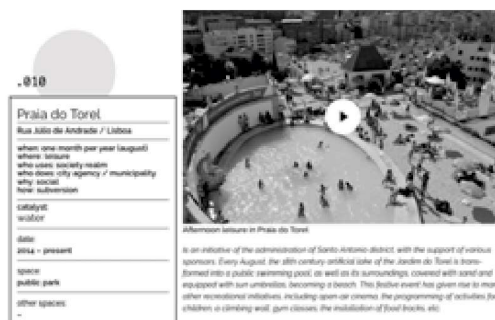 .010
Praia do Torel
Rua Júlio de Andrade / Lisboa
when: one month per year (august)
where: leisure
who uses: society realm
who does: city agency / municipality
why: social
how: subversion
catalyst:
water
date:
2014 – present
space:
public park
other spaces:
–
Afternoon leisure in Praia do Torel
Is an initiative of the administration of Santo Antonio district, with the support of various
sponsors. Every August, the 18th century artificial lake of the Jardim do Torel is trans-
formed into a public swimming pool, as well as its surroundings, covered with sand and
equipped with sun umbrellas, becoming a beach. This festive event has given rise to man
other recreational initiatives, including open air cinema, the programming of activities fo
children, a climbing wall, gym classes, the installation of food tracks, etc.